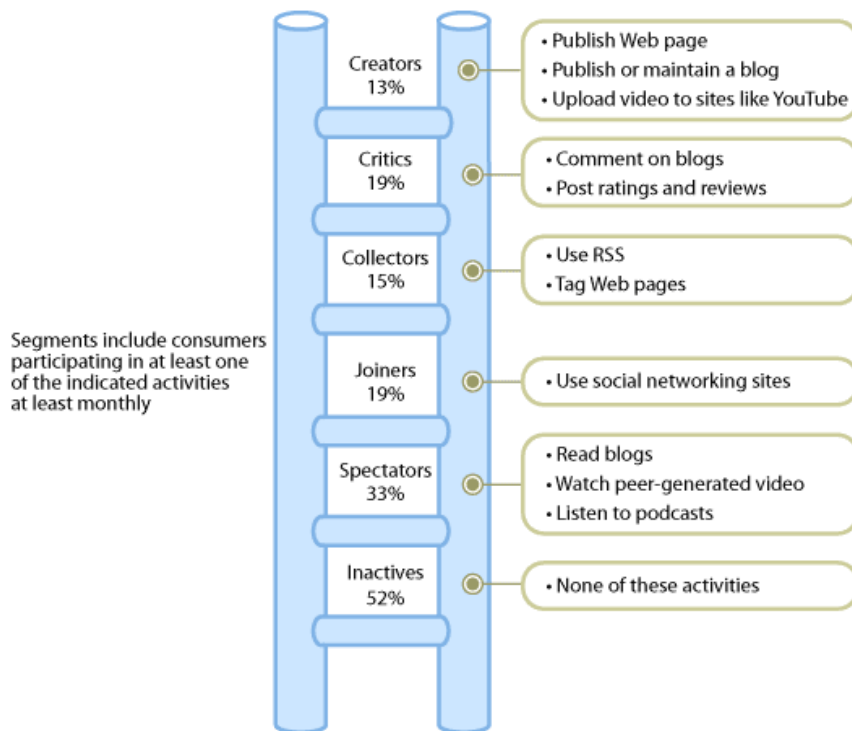 Creators
13%
• Publish Web page
• Publish or maintain a blog
• Upload video to sites like YouTube
Critics
19%
• Comment on blogs
• Post ratings and reviews
Collectors
15%
• Use RSS
• Tag Web pages
Segments include consumers
participating in at least one
of the indicated activities
at least monthly
Joiners
19%
• Use social networking sites
Spectators
33%
• Read blogs
• Watch peer-generated video
• Listen to podcasts
Inactives
52%
• None of these activities